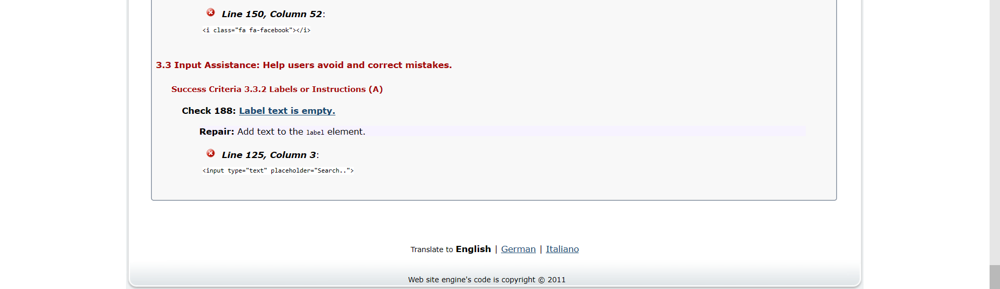 Line 150, Column 52:
<i class="fa fa-facebook"></i>
3.3 Input Assistance: Help users avoid and correct mistakes.
Success Criteria 3.3.2 Labels or Instructions (A)
Check 188: Label text is empty.
Repair: Add text to the label element.
Line 125, Column 3:
<input type="text" placeholder="Search..">
Translate to English | German | Italiano
Web site engine's code is copyright © 2011